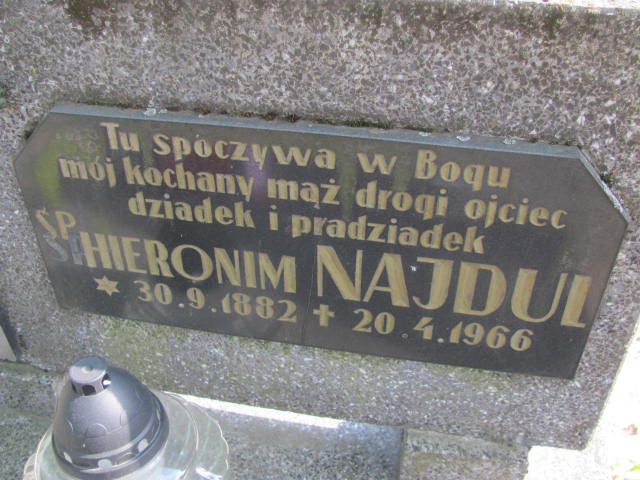 Tu spoczywa w Bogu
mój kochany mąż drogi ojciec
dziadek i pradziadek
ŚP. HIERONIM NAJDUL
* 30.9.1882 † 20.4.1966